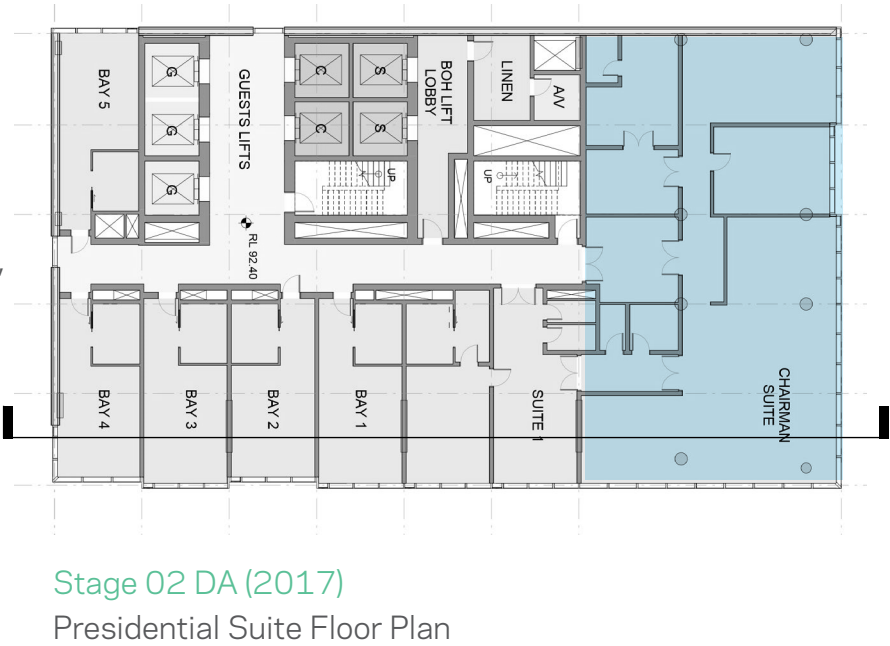 BAY 5
G
G
G
GUESTS LIFTS
C
S
C
S
BOH LIFT
LOBBY
LINEN
A/V
UP
UP
RL 92.40
BAY 4
BAY 3
BAY 2
BAY 1
SUITE 1
CHAIRMAN
SUITE
Stage 02 DA (2017)
Presidential Suite Floor Plan